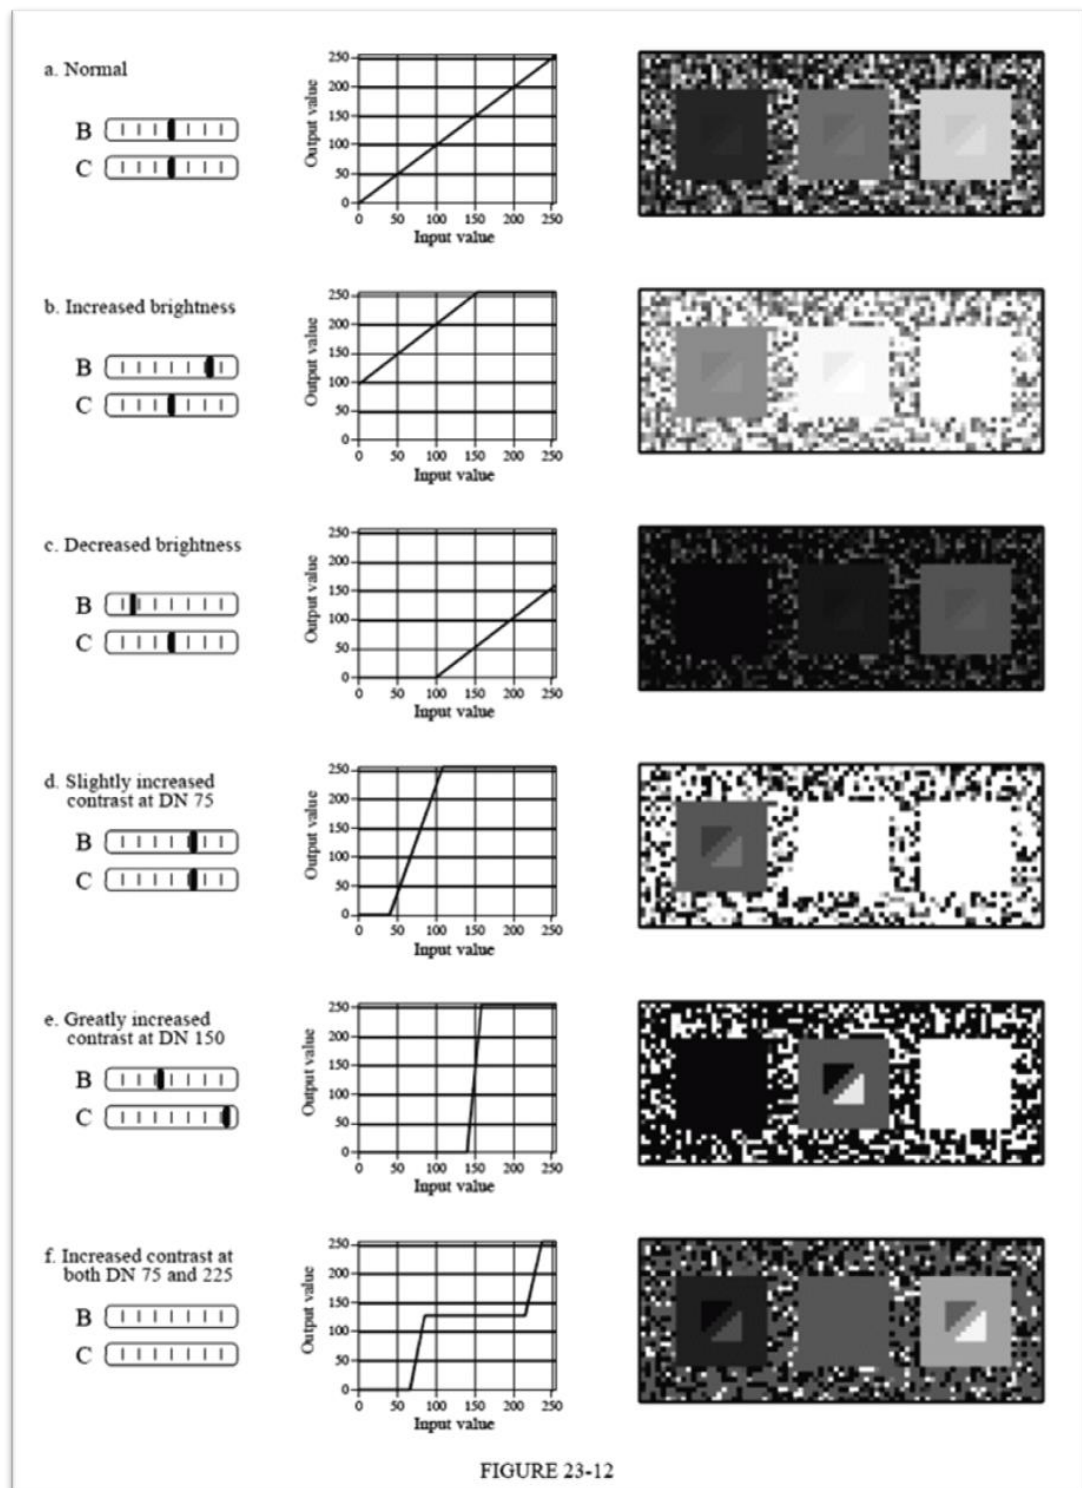 a. Normal
B
C
Output value
250
200
150
100
50
0
0 50 100 150 200 250
Input value
b. Increased brightness
B
C
Output value
250
200
150
100
50
0
0 50 100 150 200 250
Input value
c. Decreased brightness
B
C
Output value
250
200
150
100
50
0
0 50 100 150 200 250
Input value
d. Slightly increased
contrast at DN 75
B
C
Output value
250
200
150
100
50
0
0 50 100 150 200 250
Input value
e. Greatly increased
contrast at DN 150
B
C
Output value
250
200
150
100
50
0
0 50 100 150 200 250
Input value
f. Increased contrast at
both DN 75 and 225
B
C
Output value
250
200
150
100
50
0
0 50 100 150 200 250
Input value
FIGURE 23-12